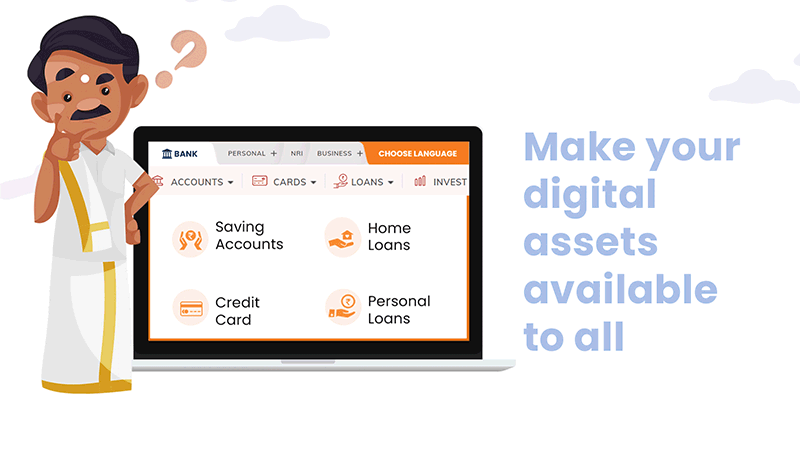 BANK
PERSONAL +
NRI
BUSINESS +
CHOOSE LANGUAGE
ACCOUNTS
CARDS
LOANS
INVEST
Saving
Accounts
Home
Loans
Credit
Card
Personal
Loans
Make your
digital
assets
available
to all
?